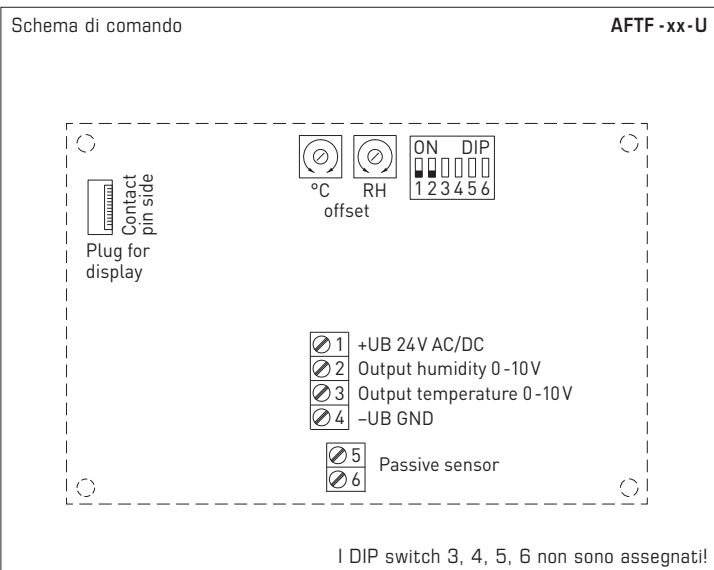 Schema di comando
AFTF-xx-U
ON DIP
1 2 3 4 5 6
°C RH
offset
Contact
pin side
Plug for
display
1 +UB 24V AC/DC
2 Output humidity 0-10V
3 Output temperature 0-10V
4 –UB GND
5
6
Passive sensor
I DIP switch 3, 4, 5, 6 non sono assegnati!